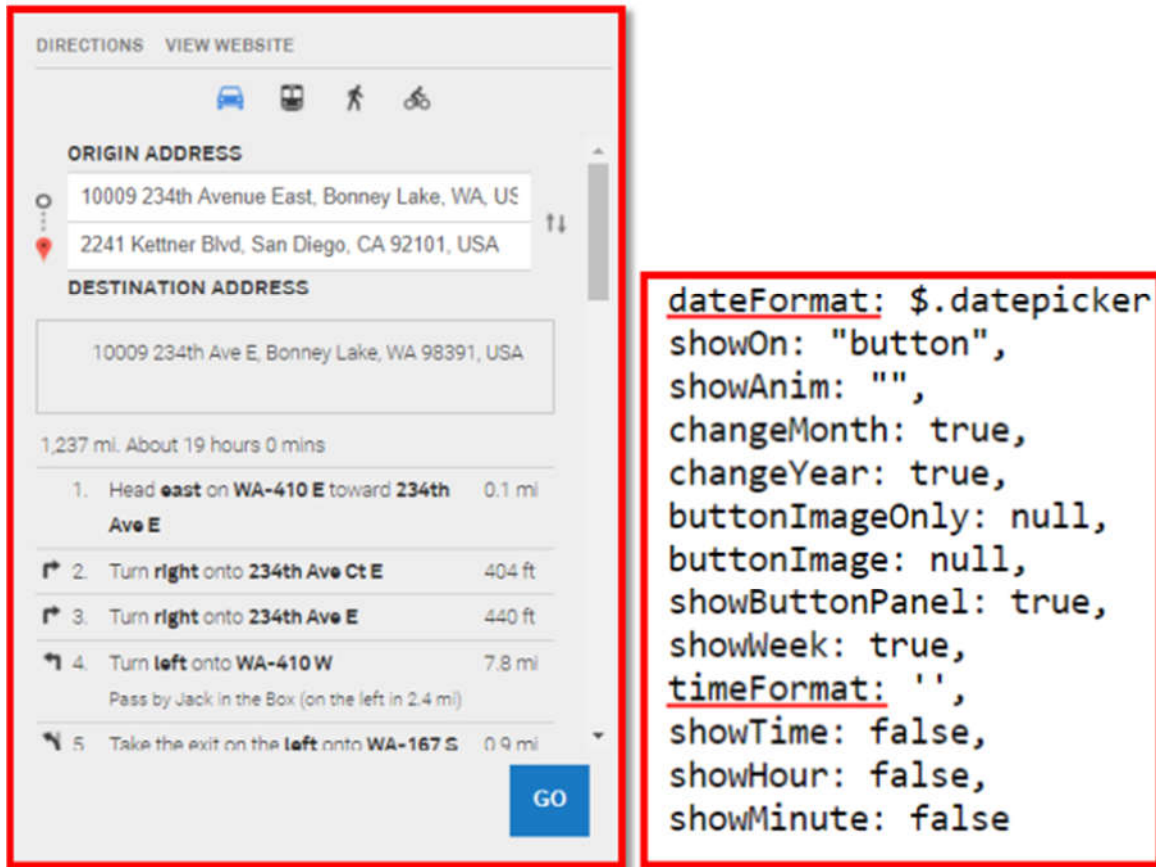 DIRECTIONS VIEW WEBSITE
ORIGIN ADDRESS
10009 234th Avenue East, Bonney Lake, WA, US
2241 Kettner Blvd, San Diego, CA 92101, USA
DESTINATION ADDRESS
10009 234th Ave E, Bonney Lake, WA 98391, USA
1,237 mi. About 19 hours 0 mins
1. Head east on WA-410 E toward 234th 0.1 mi
Ave E
2. Turn right onto 234th Ave Ct E 404 ft
3. Turn right onto 234th Ave E 440 ft
4. Turn left onto WA-410 W 7.8 mi
Pass by Jack in the Box (on the left in 2.4 mi)
5. Take the exit on the left onto WA-167 S 0.9 mi
GO
dateFormat: $.datepicker
showOn: "button",
showAnim: "",
changeMonth: true,
changeYear: true,
buttonImageOnly: null,
buttonImage: null,
showButtonPanel: true,
showWeek: true,
timeFormat: '',
showTime: false,
showHour: false,
showMinute: false